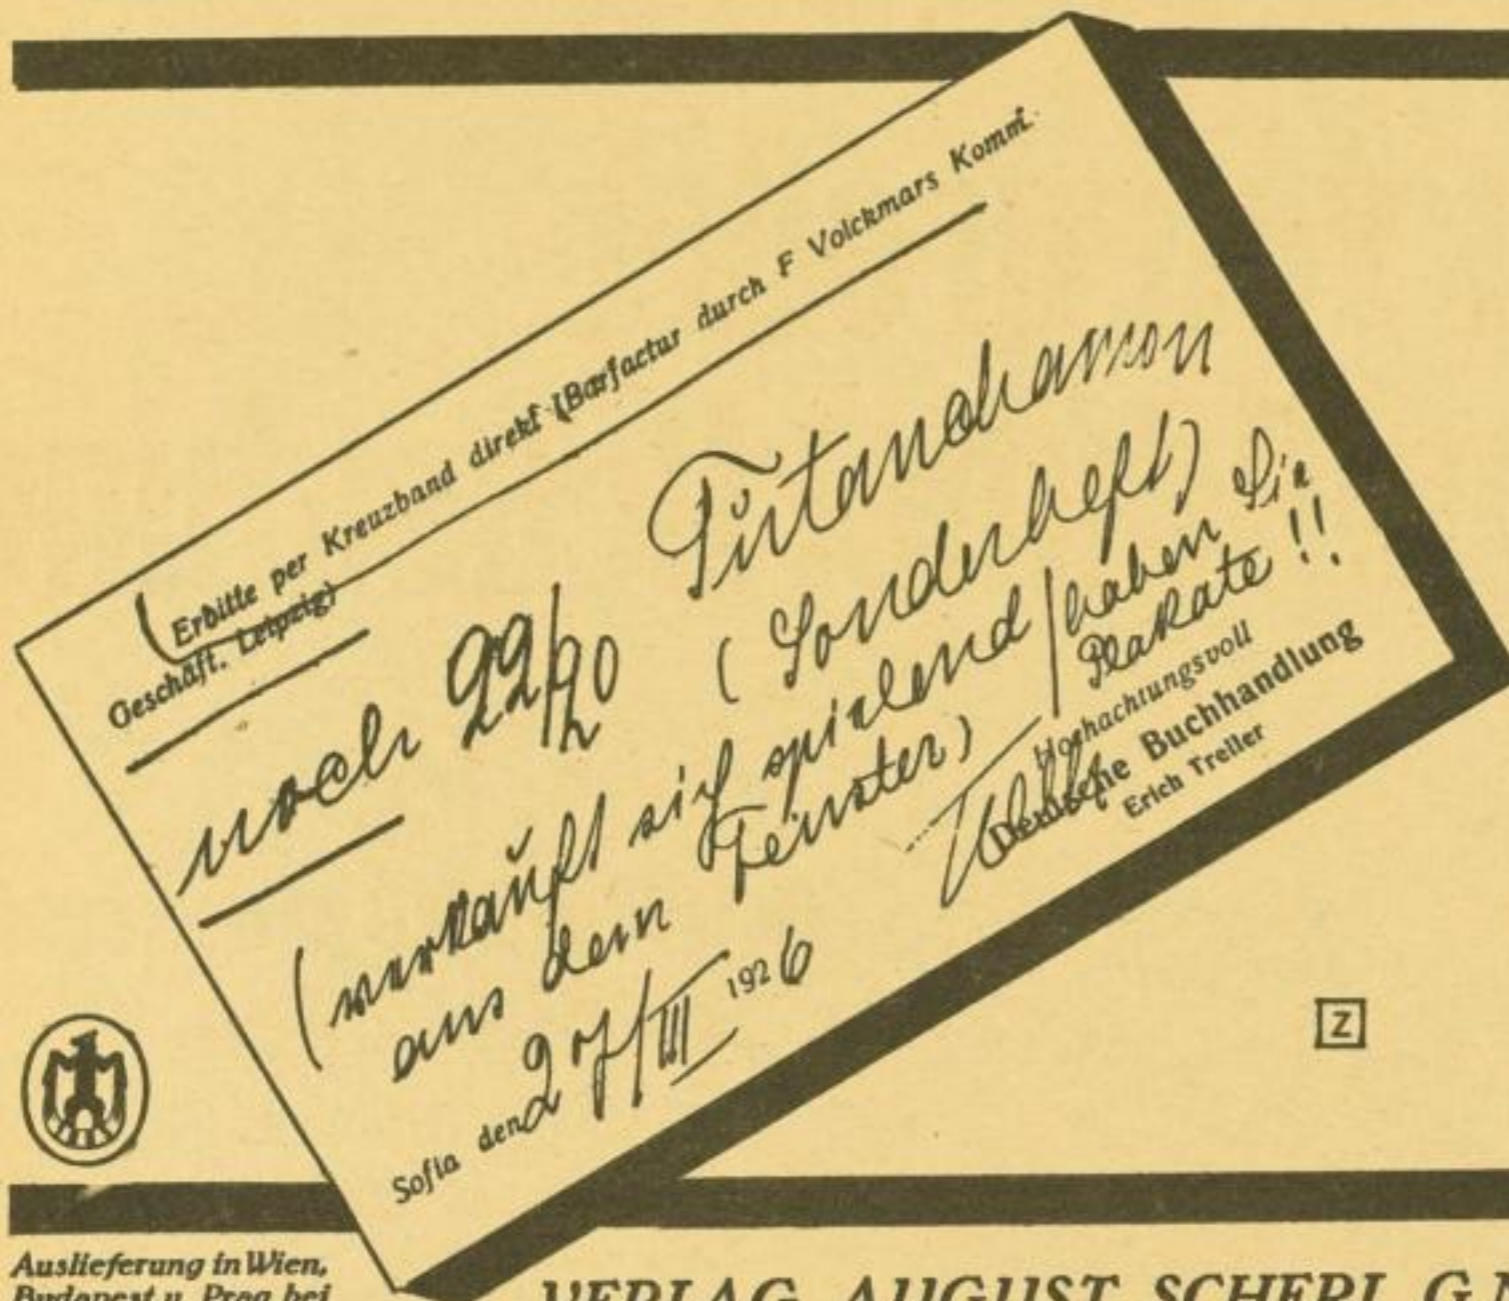 Erbitte per Kreuzband direkt (Barfactur durch F Volckmars Komm.
Geschäft. Leipzig)
noch 22/20 Tutanchamon
(Sonderheft)
(verkauft sich spielend
aus dem Fenster)
haben Sie
Plakate !!
Hochachtungsvoll
Deutsche Buchhandlung
Erich Treller
Sofia den 27/III 1926
Z
Auslieferung in Wien,
Budapest u. Prag bei
VERLAG AUGUST SCHERL G.M